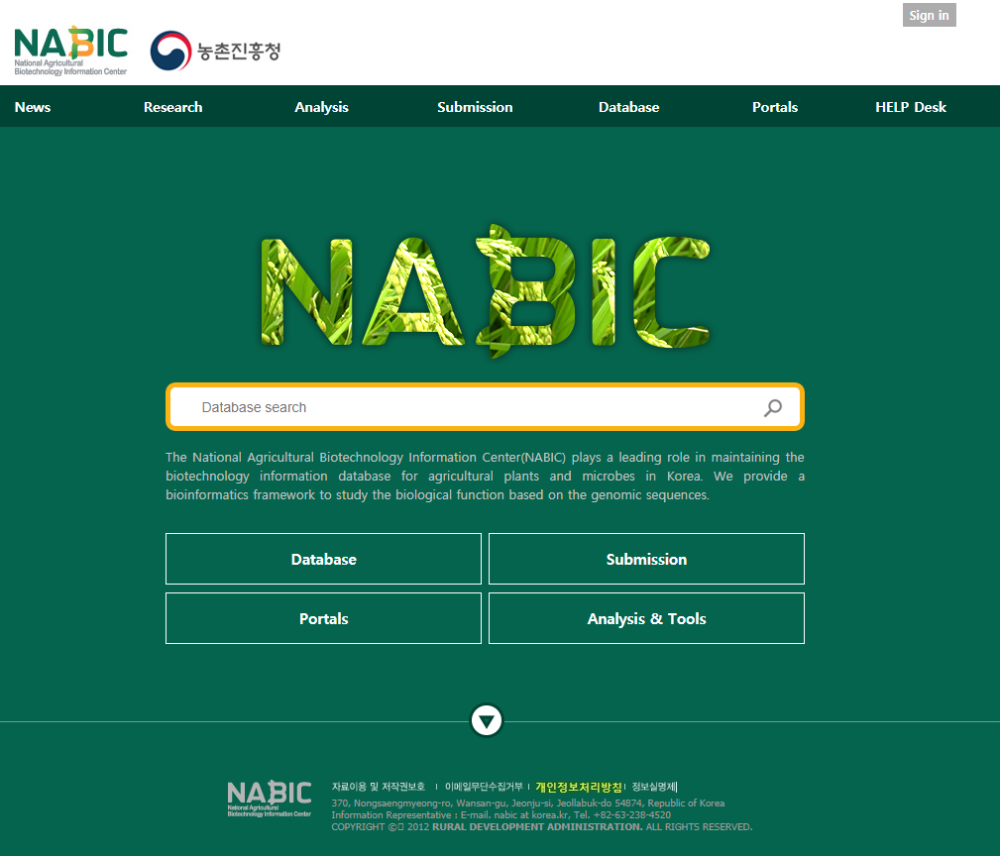 Sign in
NABIC
National Agricultural
Biotechnology Information Center
농촌진흥청
News Research Analysis Submission Database Portals HELP Desk
NABIC
Database search
The National Agricultural Biotechnology Information Center(NABIC) plays a leading role in maintaining the
biotechnology information database for agricultural plants and microbes in Korea. We provide a
bioinformatics framework to study the biological function based on the genomic sequences.
Database Submission
Portals Analysis & Tools
NABIC
National Agricultural
Biotechnology Information Center
자료이용 및 저작권보호 | 이메일무단수집거부 | 개인정보처리방침 | 정보실명제
370, Nongsaengmyeong-ro, Wansan-gu, Jeonju-si, Jeollabuk-do 54874, Republic of Korea
Information Representative : E-mail. nabic at korea.kr, Tel. +82-63-238-4520
COPYRIGHT © 2012 RURAL DEVELOPMENT ADMINISTRATION. ALL RIGHTS RESERVED.